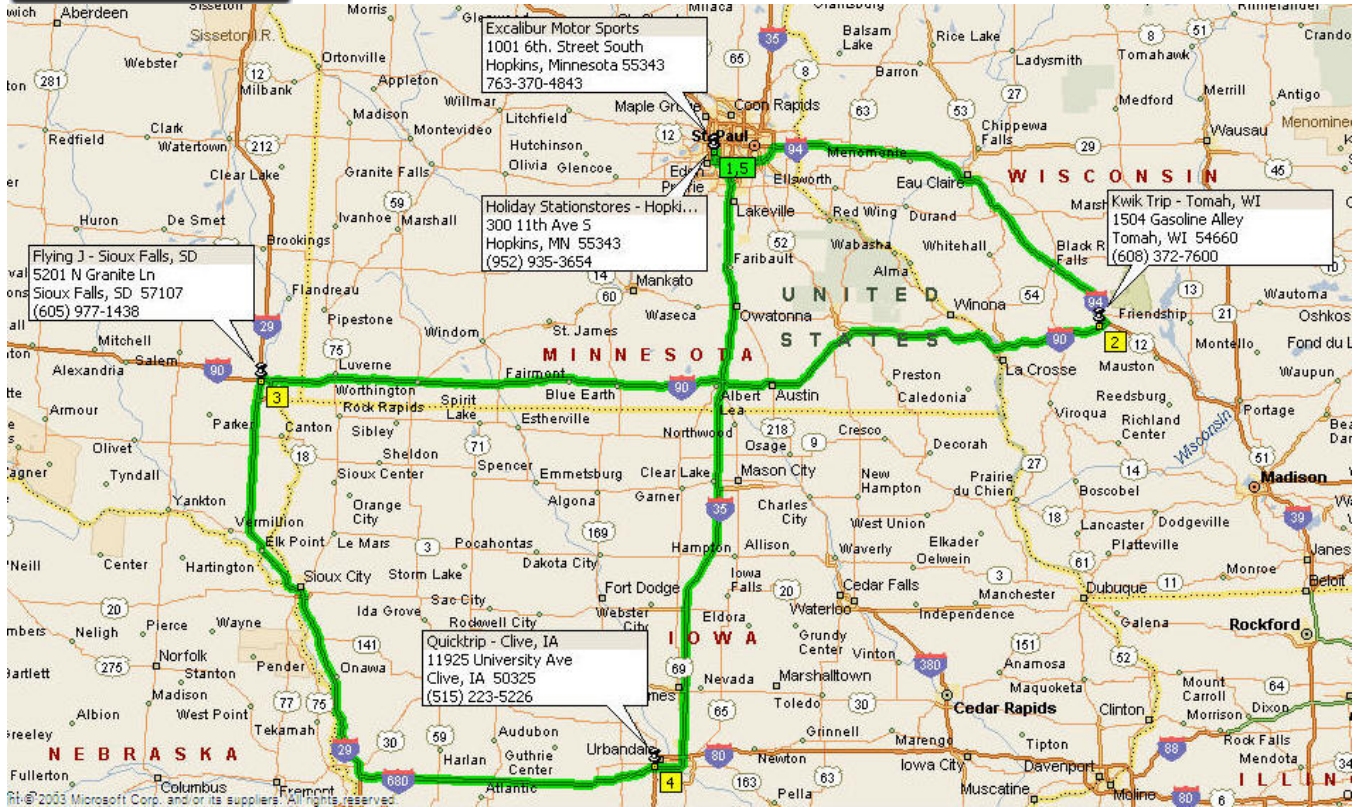 Excalibur Motor Sports
1001 6th. Street South
Hopkins, Minnesota 55343
763-370-4843
Holiday Stationstores - Hopki...
300 11th Ave S
Hopkins, MN 55343
(952) 935-3654
Kwik Trip - Tomah, WI
1504 Gasoline Alley
Tomah, WI 54660
(608) 372-7600
Flying J - Sioux Falls, SD
5201 N Granite Ln
Sioux Falls, SD 57107
(605) 977-1438
Quicktrip - Clive, IA
11925 University Ave
Clive, IA 50325
(515) 223-5226
1,5
2
3
4
WISCONSIN
UNITED
STATES
MINNESOTA
IOWA
NEBRASKA
Aberdeen
Webster
Milbank
Ortonville
Morris
Appleton
Willmar
Madison
Montevideo
Litchfield
Hutchinson
Olivia
Glencoe
Maple Grove
Coon Rapids
St. Paul
Eden
Prairie
Balsam
Lake
Rice Lake
Barron
Ladysmith
Tomahawk
Medford
Merrill
Antigo
Wausau
Chippewa
Falls
Menomonie
Eau Claire
Ellsworth
Redfield
Clark
Watertown
Clear Lake
Granite Falls
Huron
De Smet
Brookings
Ivanhoe
Marshall
Lakeville
Red Wing
Durand
Wabasha
Whitehall
Alma
Faribault
Mankato
Flandreau
Pipestone
Windom
St. James
Waseca
Owatonna
Winona
Friendship
Wautoma
Oshkos
Montello
Fond du L
Mitchell
Salem
Alexandria
Luverne
Worthington
Fairmont
Blue Earth
Albert
Lea
Austin
Preston
Caledonia
La Crosse
Mauston
Reedsburg
Waupun
Viroqua
Richland
Center
Portage
Wisconsin
Madison
Armour
Parker
Canton
Rock Rapids
Sibley
Spirit
Lake
Estherville
Northwood
Osage
Cresco
Decorah
Olivet
Tyndall
Yankton
Sheldon
Sioux Center
Spencer
Emmetsburg
Algona
Clear Lake
Garner
Mason City
Charles
City
New
Hampton
Prairie
du Chien
Boscobel
Lancaster
Dodgeville
Platteville
Vermillion
Elk Point
Orange
City
Le Mars
Pocahontas
Dakota City
Hampton
Allison
West Union
Waverly
Elkader
Oelwein
Monroe
Beloit
Center
Hartington
Sioux City
Storm Lake
Sac City
Fort Dodge
Webster
City
Iowa
Falls
Eldora
Cedar Falls
Waterloo
Manchester
Independence
Dubuque
Galena
Rockford
Neligh
Pierce
Wayne
Ida Grove
Rockwell City
Grundy
Center
Vinton
Norfolk
Stanton
Pender
Onawa
Nevada
Marshalltown
Toledo
Anamosa
Maquoketa
Mount
Carroll
Morrison
Dixon
Madison
Albion
West Point
Tekamah
Harlan
Audubon
Guthrie
Center
Urbandale
Newton
Grinnell
Marengo
Cedar Rapids
Iowa City
Tipton
Clinton
Rock Falls
Mendota
Fullerton
Columbus
Fremont
Atlantic
Pella
Muscatine
Davenport
Moline
© 2003 Microsoft Corp. and/or its suppliers. All rights reserved.